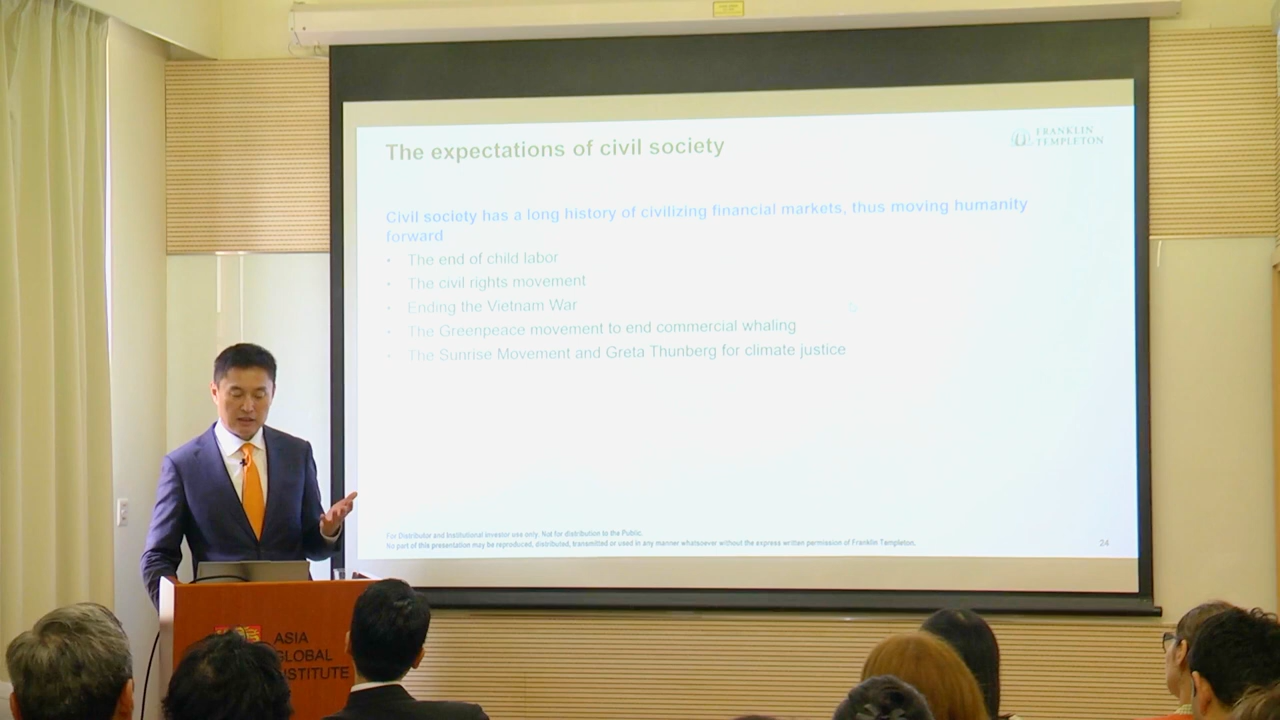 The expectations of civil society
FRANKLIN
TEMPLETON
Civil society has a long history of civilizing financial markets, thus moving humanity
forward
• The end of child labor
• The civil rights movement
• Ending the Vietnam War
• The Greenpeace movement to end commercial whaling
• The Sunrise Movement and Greta Thunberg for climate justice
For Distributor and Institutional Investor use only. Not for distribution to the Public.
No part of this presentation may be reproduced, distributed, transmitted or used in any manner whatsoever without the express written permission of Franklin Templeton.
24
ASIA
GLOBAL
NSTITUTE